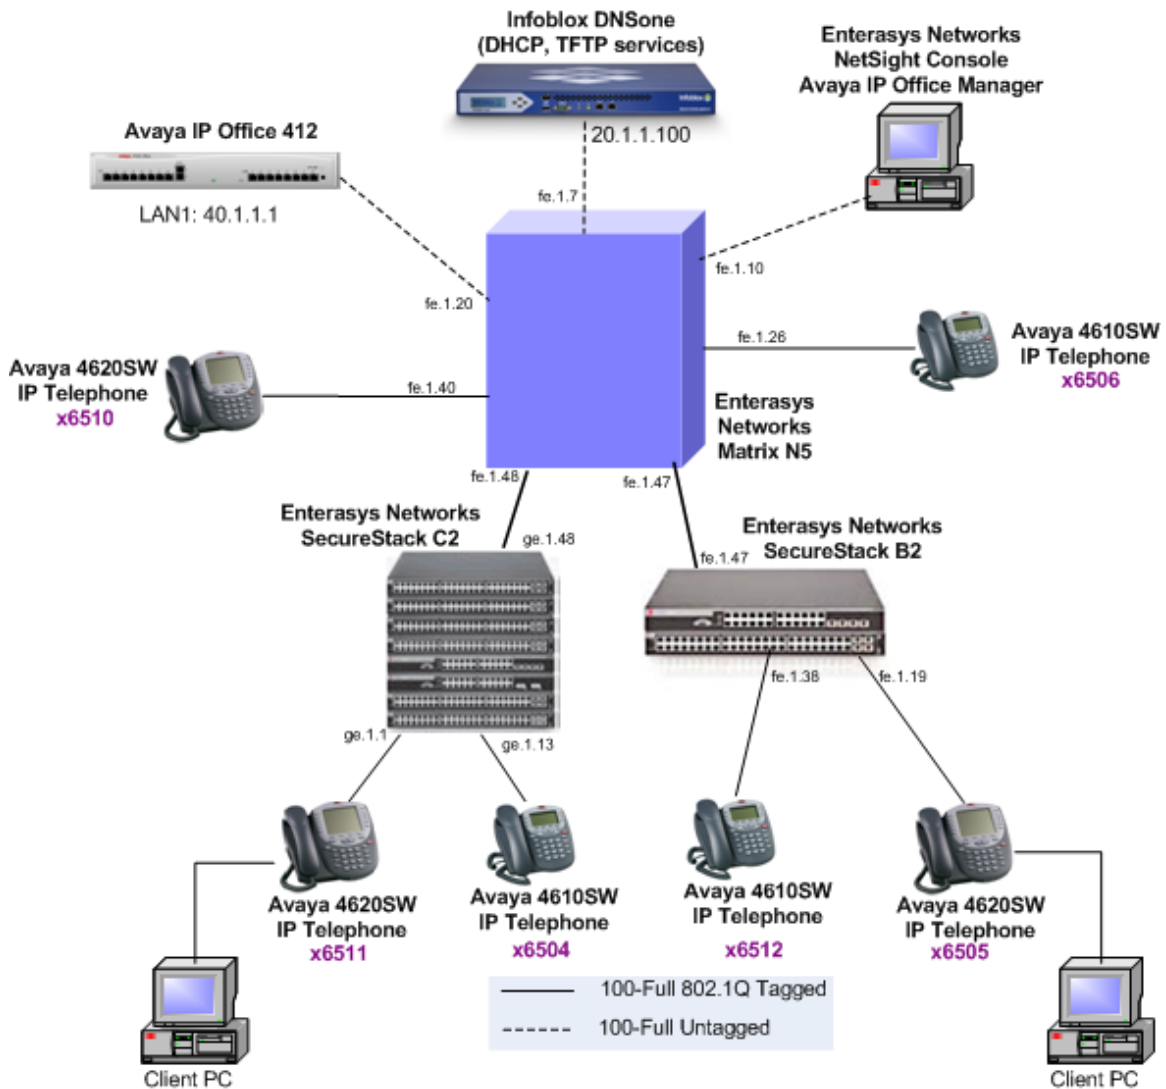 Infoblox DNSone
(DHCP, TFTP services)
Enterasys Networks
NetSight Console
Avaya IP Office Manager
Avaya IP Office 412
Infoblox
20.1.1.100
LAN1: 40.1.1.1
fe.1.7
fe.1.10
fe.1.20
Avaya 4610SW
IP Telephone
x6506
fe.1.26
Avaya 4620SW
IP Telephone
x6510
fe.1.40
Enterasys
Networks
Matrix N5
fe.1.48
fe.1.47
Enterasys Networks
SecureStack C2
ge.1.48
Enterasys Networks
SecureStack B2
fe.1.47
fe.1.38
fe.1.19
ge.1.1
ge.1.13
Avaya 4620SW
IP Telephone
x6511
Avaya 4610SW
IP Telephone
x6504
Avaya 4610SW
IP Telephone
x6512
Avaya 4620SW
IP Telephone
x6505
100-Full 802.1Q Tagged
100-Full Untagged
Client PC
Client PC